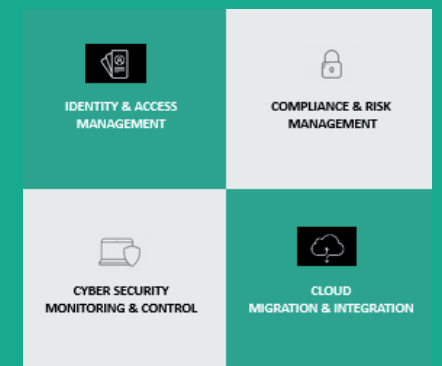 IDENTITY & ACCESS
MANAGEMENT
COMPLIANCE & RISK
MANAGEMENT
CYBER SECURITY
MONITORING & CONTROL
CLOUD
MIGRATION & INTEGRATION